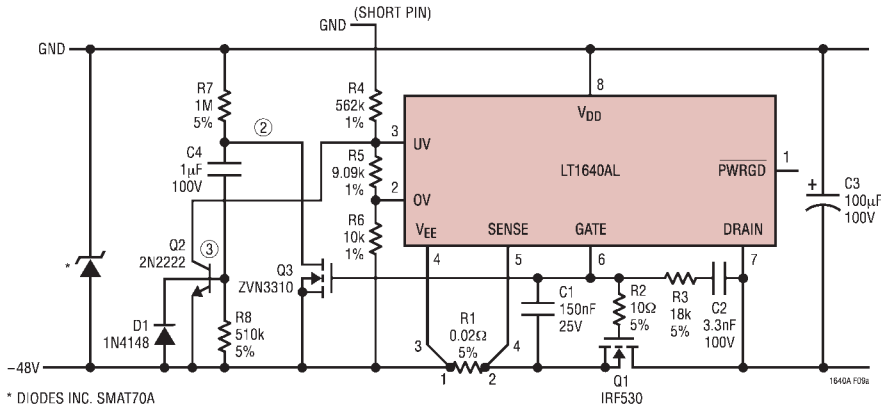 (SHORT PIN)
GND
GND
R7
1M
5%
R4
562k
1%
8
VDD
②
3
UV
C4
1µF
100V
R5
9.09k
1%
LT1640AL
PWRGD
1
2
OV
+
C3
100µF
100V
R6
10k
1%
VEE
SENSE
GATE
DRAIN
4
5
6
7
Q2
2N2222
③
Q3
ZVN3310
*
D1
1N4148
R8
510k
5%
R1
0.02Ω
5%
C1
150nF
25V
R2
10Ω
5%
R3
18k
5%
C2
3.3nF
100V
3
4
–48V
1
2
Q1
IRF530
1640A F09a
* DIODES INC. SMAT70A